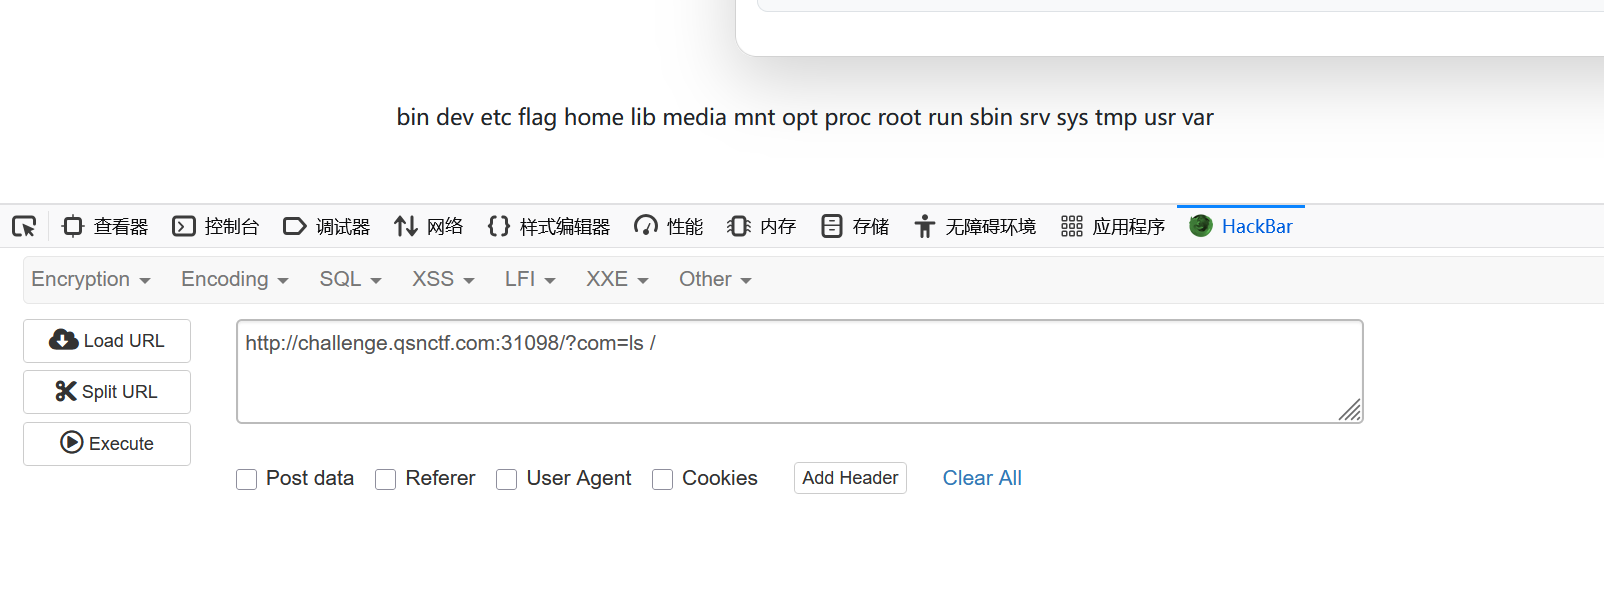 bin dev etc flag home lib media mnt opt proc root run sbin srv sys tmp usr var
查看器 控制台 调试器 网络 样式编辑器 性能 内存 存储 无障碍环境 应用程序 HackBar
Encryption Encoding SQL XSS LFI XXE Other
Load URL
http://challenge.qsnctf.com:31098/?com=ls /
Split URL
Execute
Post data Referer User Agent Cookies Add Header Clear All